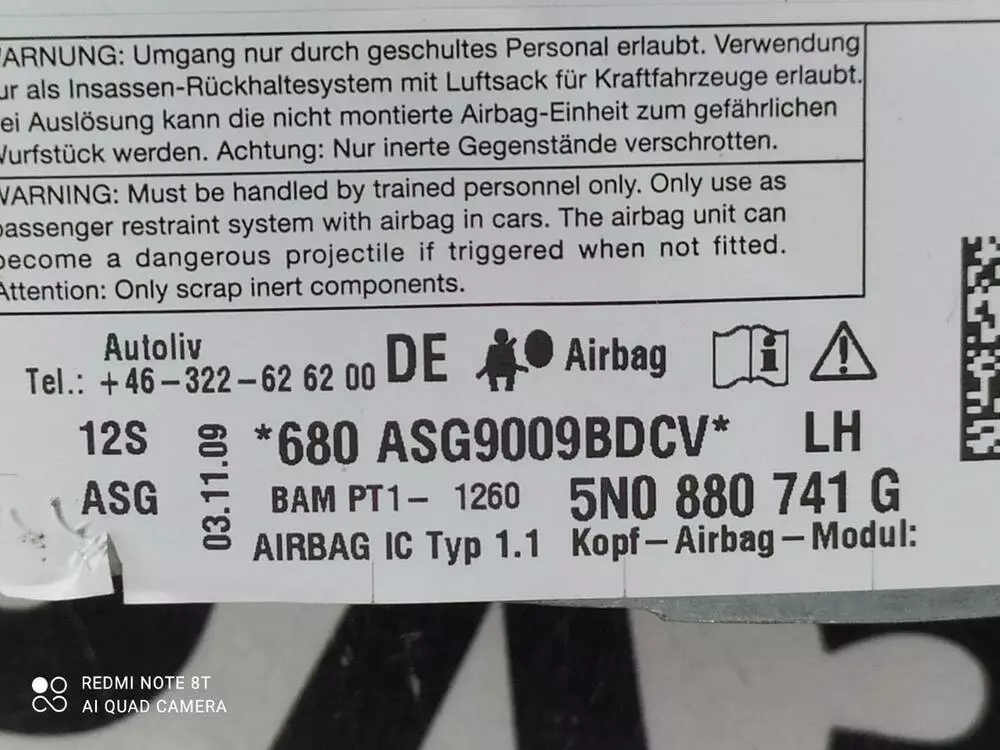 ARNUNG: Umgang nur durch geschultes Personal erlaubt. Verwendung
ur als Insassen-Rückhaltesystem mit Luftsack für Kraftfahrzeuge erlaubt.
ei Auslösung kann die nicht montierte Airbag-Einheit zum gefährlichen
Wurfstück werden. Achtung: Nur inerte Gegenstände verschrotten.
WARNING: Must be handled by trained personnel only. Only use as
passenger restraint system with airbag in cars. The airbag unit can
become a dangerous projectile if triggered when not fitted.
Attention: Only scrap inert components.
Autoliv
Tel.: +46-322-62 62 00
DE
Airbag
12S
03.11.09
*680 ASG9009BDCV*
LH
ASG
BAM PT1- 1260
5N0 880 741 G
AIRBAG IC Typ 1.1
Kopf-Airbag-Modul:
REDMI NOTE 8T
AI QUAD CAMERA